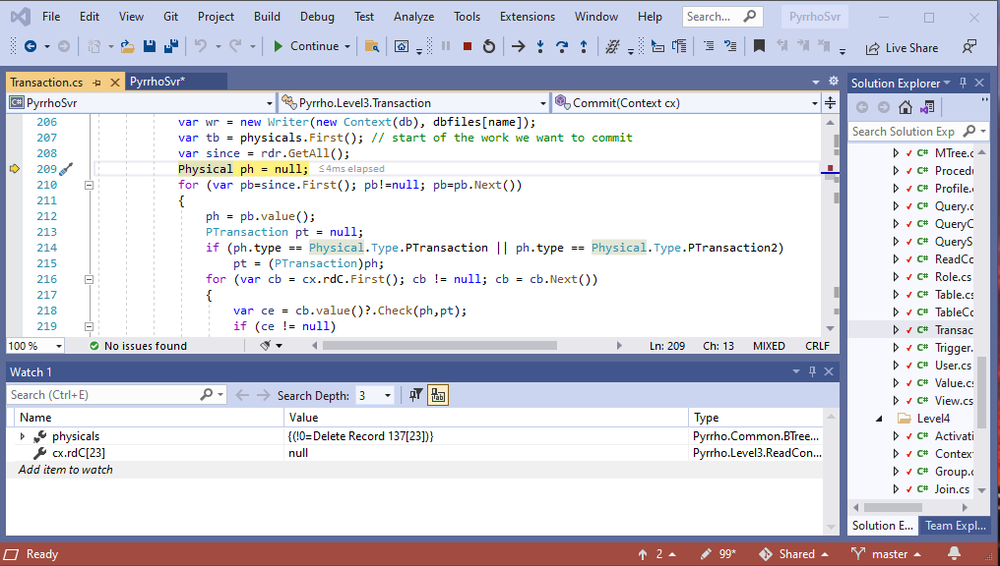 File Edit View Git Project Build Debug Test Analyze Tools Extensions Window Help Search... PyrrhoSvr
Continue Live Share
Transaction.cs PyrrhoSvr*
C# PyrrhoSvr Pyrrho.Level3.Transaction Commit(Context cx)
206 var wr = new Writer(new Context(db), dbfiles[name]);
207 var tb = physicals.First(); // start of the work we want to commit
208 var since = rdr.GetAll();
209 Physical ph = null; ≤4ms elapsed
210 for (var pb=since.First(); pb!=null; pb=pb.Next())
211 {
212 ph = pb.value();
213 PTransaction pt = null;
214 if (ph.type == Physical.Type.PTransaction || ph.type == Physical.Type.PTransaction2)
215 pt = (PTransaction)ph;
216 for (var cb = cx.rdC.First(); cb != null; cb = cb.Next())
217 {
218 var ce = cb.value()?.Check(ph,pt);
219 if (ce != null)
100 % No issues found Ln: 209 Ch: 13 MIXED CRLF
Watch 1
Search (Ctrl+E) Search Depth: 3
Name Value Type
physicals {(!0=Delete Record 137[23])} Pyrrho.Common.BTree...
cx.rdC[23] null Pyrrho.Level3.ReadCon...
Add item to watch
Solution Explorer
Search Solution Exp
C# MTree.c
C# Procedu
C# Profile.
C# Query.c
C# QueryC
C# QueryS
C# ReadCo
C# Role.cs
C# Table.cs
C# TableCo
C# Transac
C# Trigger.
C# User.cs
C# Value.cs
C# View.cs
Level4
C# Activati
C# Context
C# Group.c
C# Join.cs
Solution E... Team Expl...
Ready 2 99* Shared master